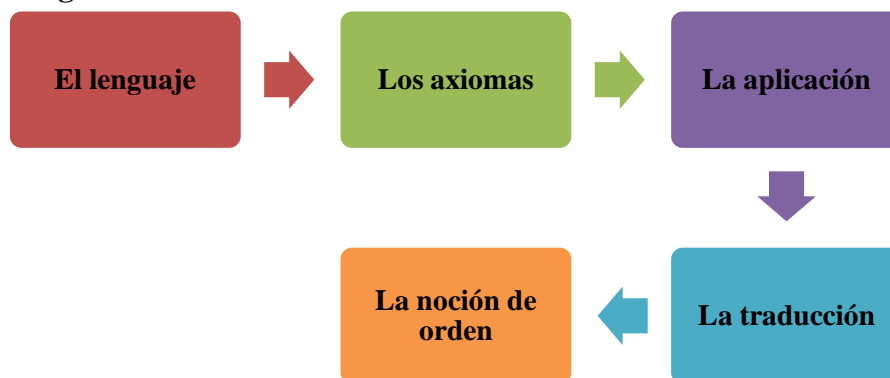 El lenguaje
Los axiomas
La aplicación
La traducción
La noción de
orden